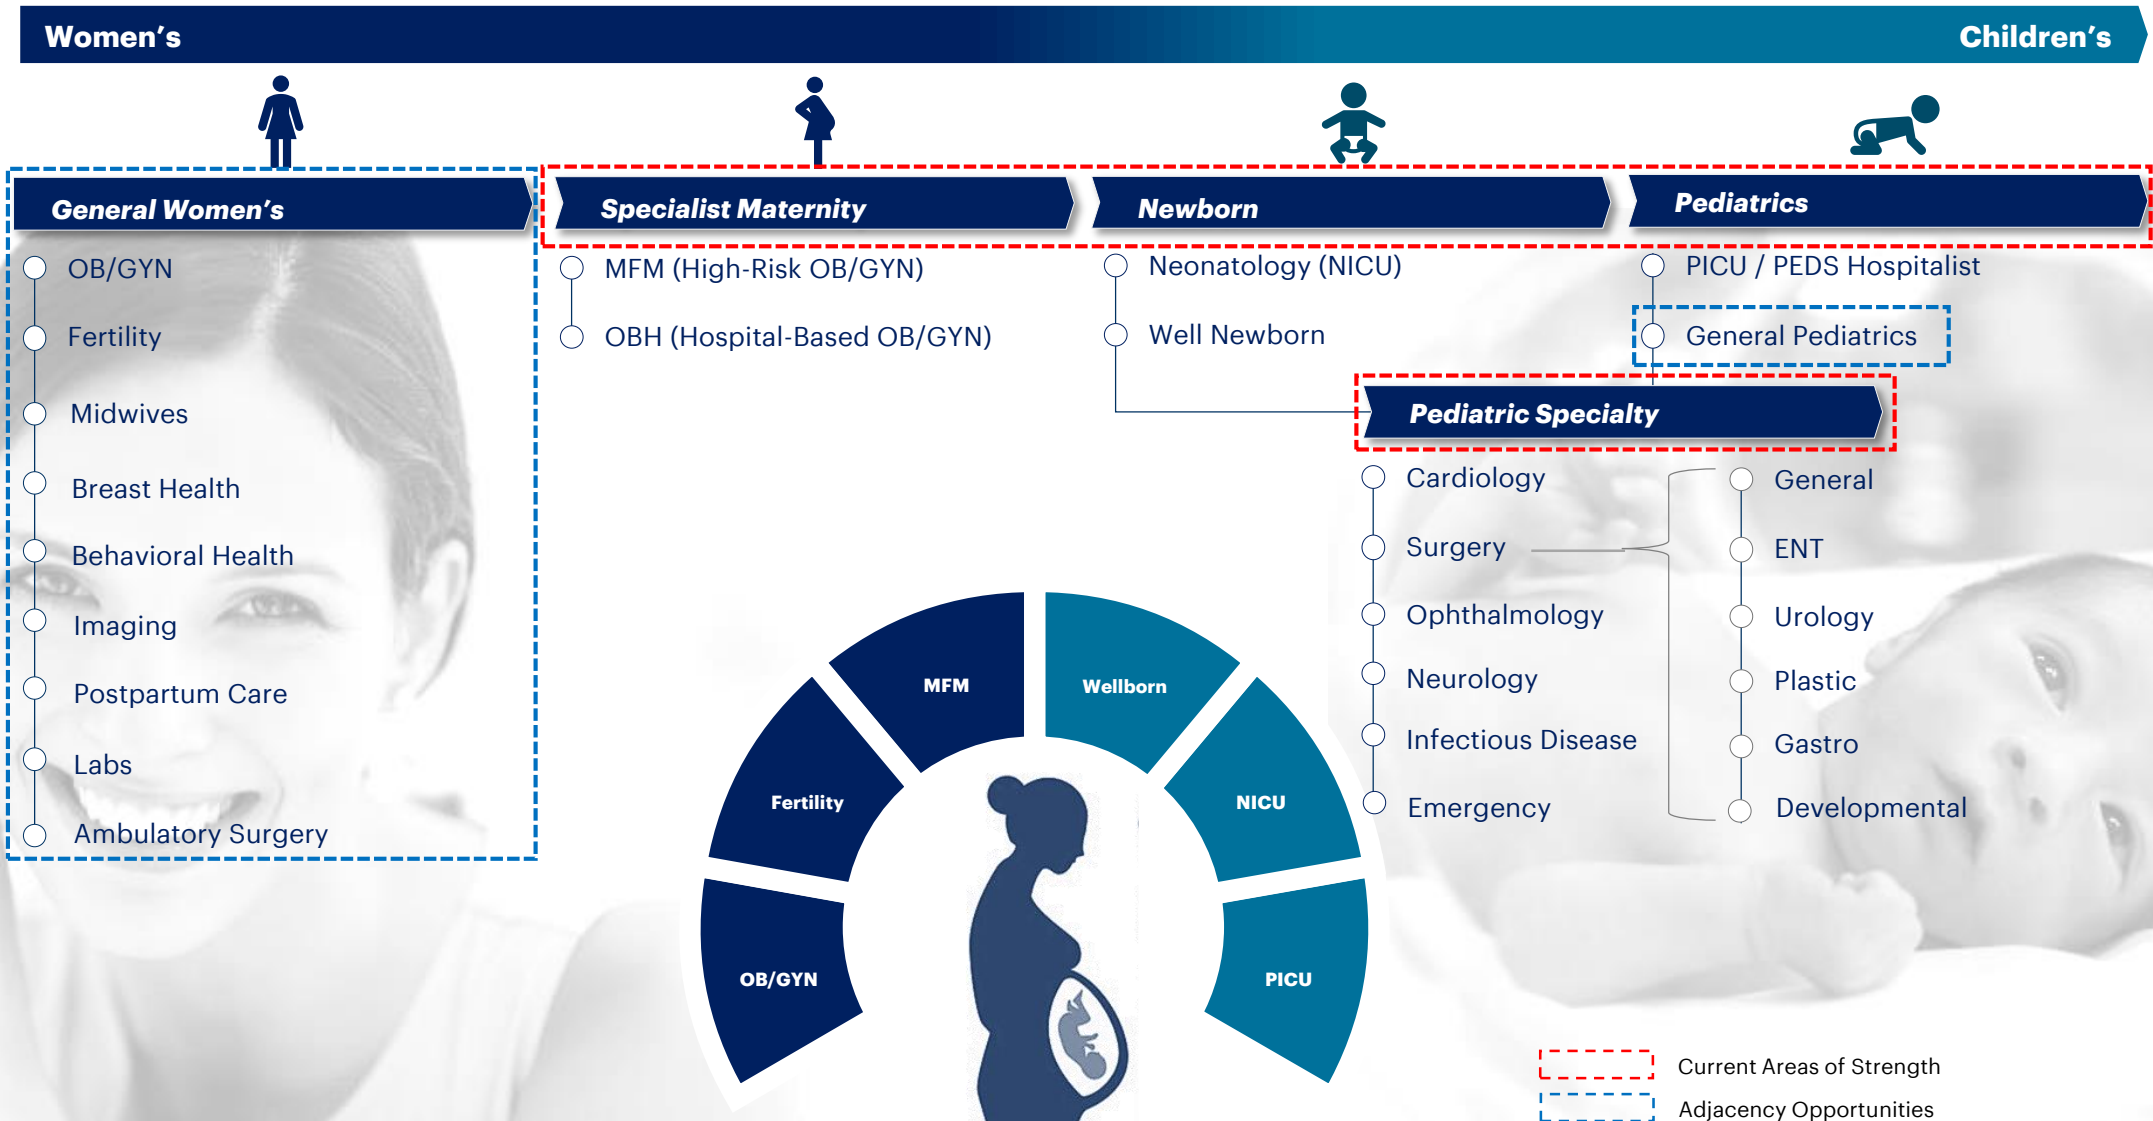 Women's
Children's
General Women's
OB/GYN
Fertility
Midwives
Breast Health
Behavioral Health
Imaging
Postpartum Care
Labs
Ambulatory Surgery
Specialist Maternity
MFM (High-Risk OB/GYN)
OBH (Hospital-Based OB/GYN)
Newborn
Neonatology (NICU)
Well Newborn
Pediatrics
PICU / PEDS Hospitalist
General Pediatrics
Pediatric Specialty
Cardiology
Surgery
Ophthalmology
Neurology
Infectious Disease
Emergency
General
ENT
Urology
Plastic
Gastro
Developmental
OB/GYN
Fertility
MFM
Wellborn
NICU
PICU
Current Areas of Strength
Adjacency Opportunities